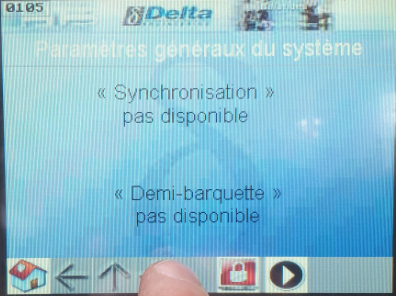 0105
Delta
Paramètres généraux du système
« Synchronisation »
pas disponible
« Demi-barquette »
pas disponible